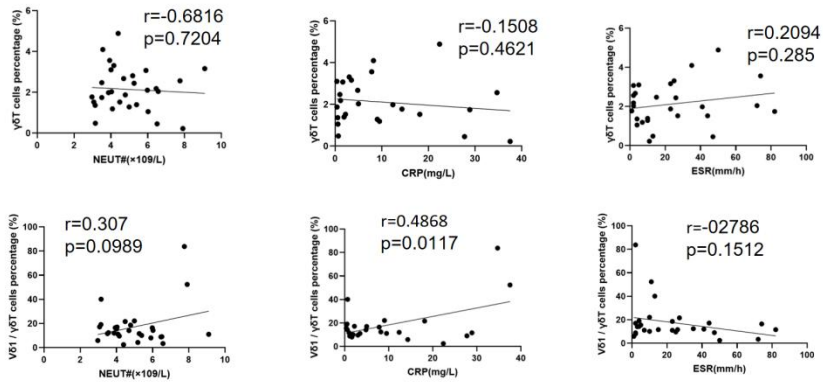 r=-0.6816
p=0.7204
γδT cells percentage (%)
6
4
2
0
0 2 4 6 8 10
NEUT#(×109/L)
r=-0.1508
p=0.4621
γδT cells percentage (%)
6
4
2
0
0 10 20 30 40
CRP(mg/L)
r=0.2094
p=0.285
γδT cells percentage (%)
6
4
2
0
0 20 40 60 80 100
ESR(mm/h)
r=0.307
p=0.0989
Vδ1 / γδT cells percentage (%)
100
80
60
40
20
0
0 2 4 6 8 10
NEUT#(×109/L)
r=0.4868
p=0.0117
Vδ1 / γδT cells percentage (%)
100
80
60
40
20
0
0 10 20 30 40
CRP(mg/L)
r=-02786
p=0.1512
Vδ1 / γδT cells percentage (%)
100
80
60
40
20
0
0 20 40 60 80 100
ESR(mm/h)